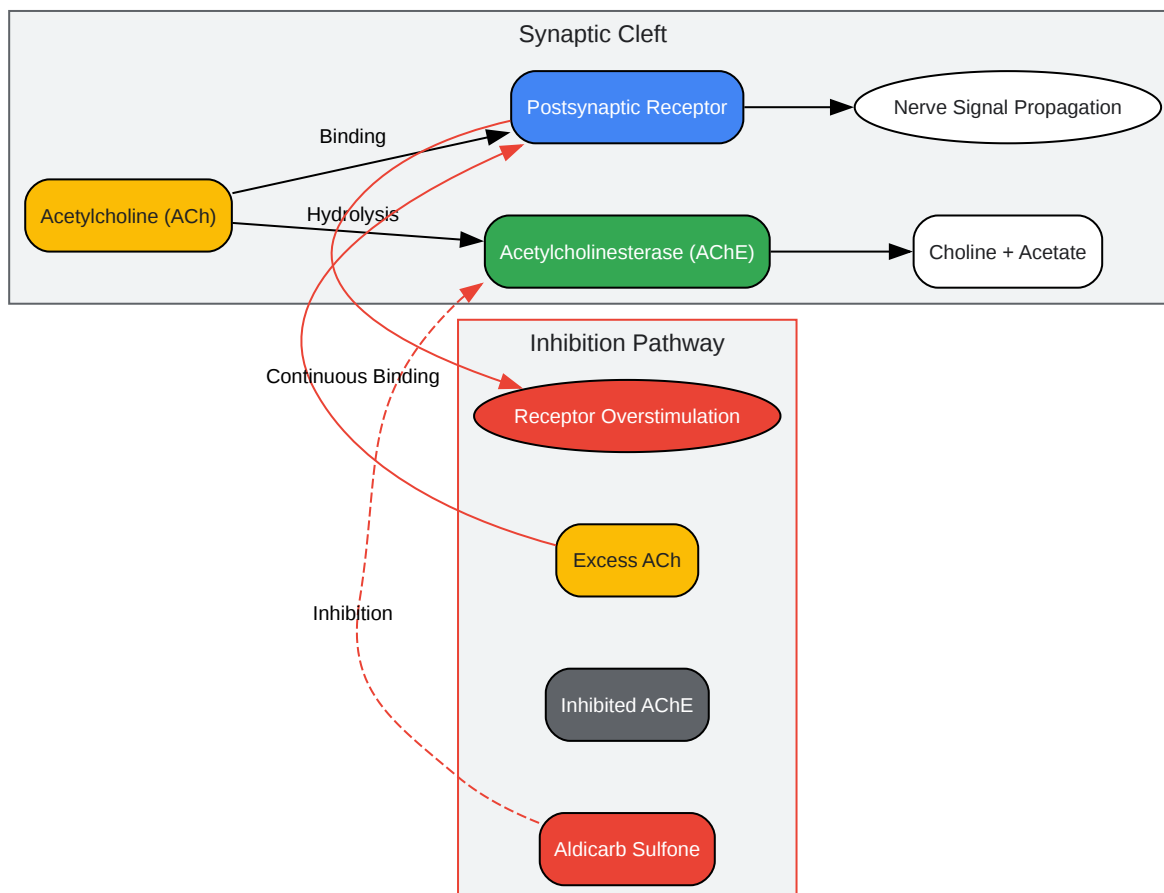 Synaptic Cleft
Postsynaptic Receptor
Nerve Signal Propagation
Binding
Acetylcholine (ACh)
Hydrolysis
Acetylcholinesterase (AChE)
Choline + Acetate
Inhibition Pathway
Continuous Binding
Receptor Overstimulation
Excess ACh
Inhibition
Inhibited AChE
Aldicarb Sulfone